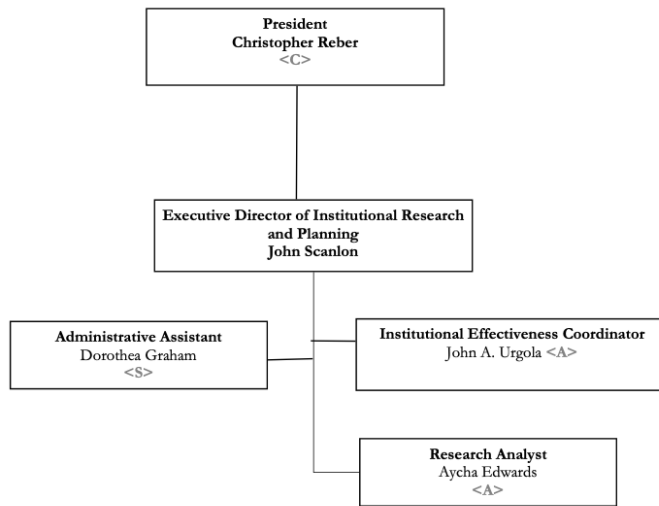 President
Christopher Reber
<C>
Executive Director of Institutional Research
and Planning
John Scanlon
Administrative Assistant
Dorothea Graham
<S>
Institutional Effectiveness Coordinator
John A. Urgola <A>
Research Analyst
Aycha Edwards
<A>